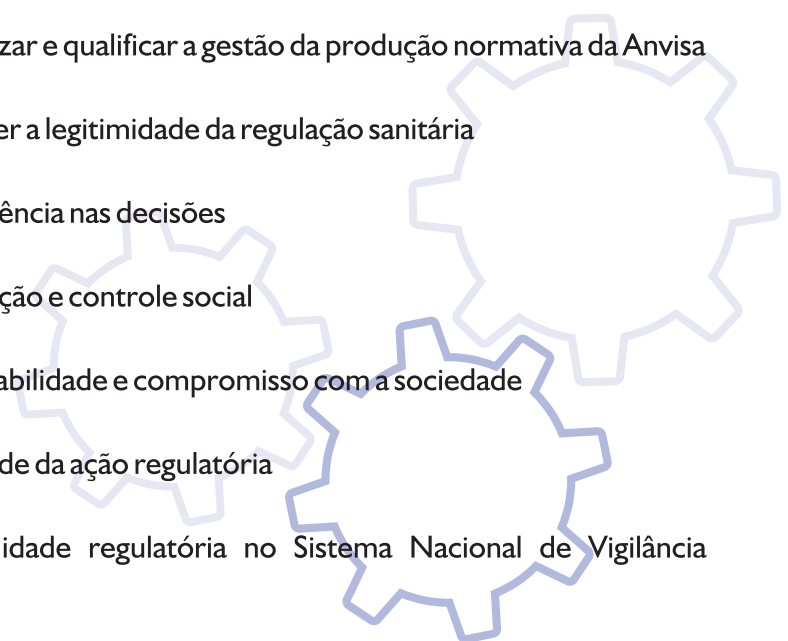 zar e qualificar a gestão da produção normativa da Anvisa
er a legitimidade da regulação sanitária
ência nas decisões
ção e controle social
abilidade e compromisso com a sociedade
de da ação regulatória
idade regulatória no Sistema Nacional de Vigilância